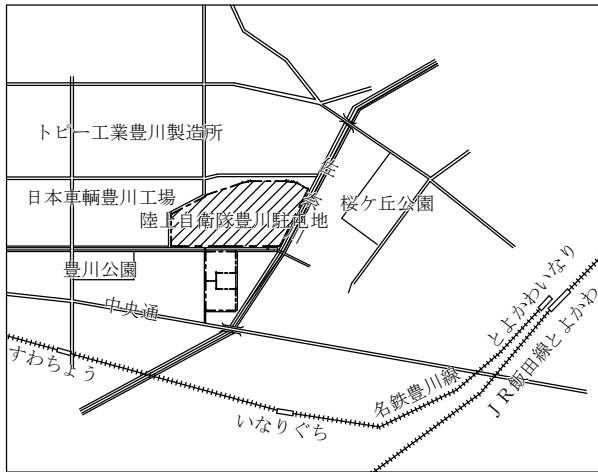 トピー工業豊川製造所
日本車輌豊川工場
陸上自衛隊豊川駐屯地
佐奈川
桜ケ丘公園
豊川公園
中央通
すわちょう
いなりぐち
名鉄豊川線
とよかわいなり
JR飯田線とよかわ